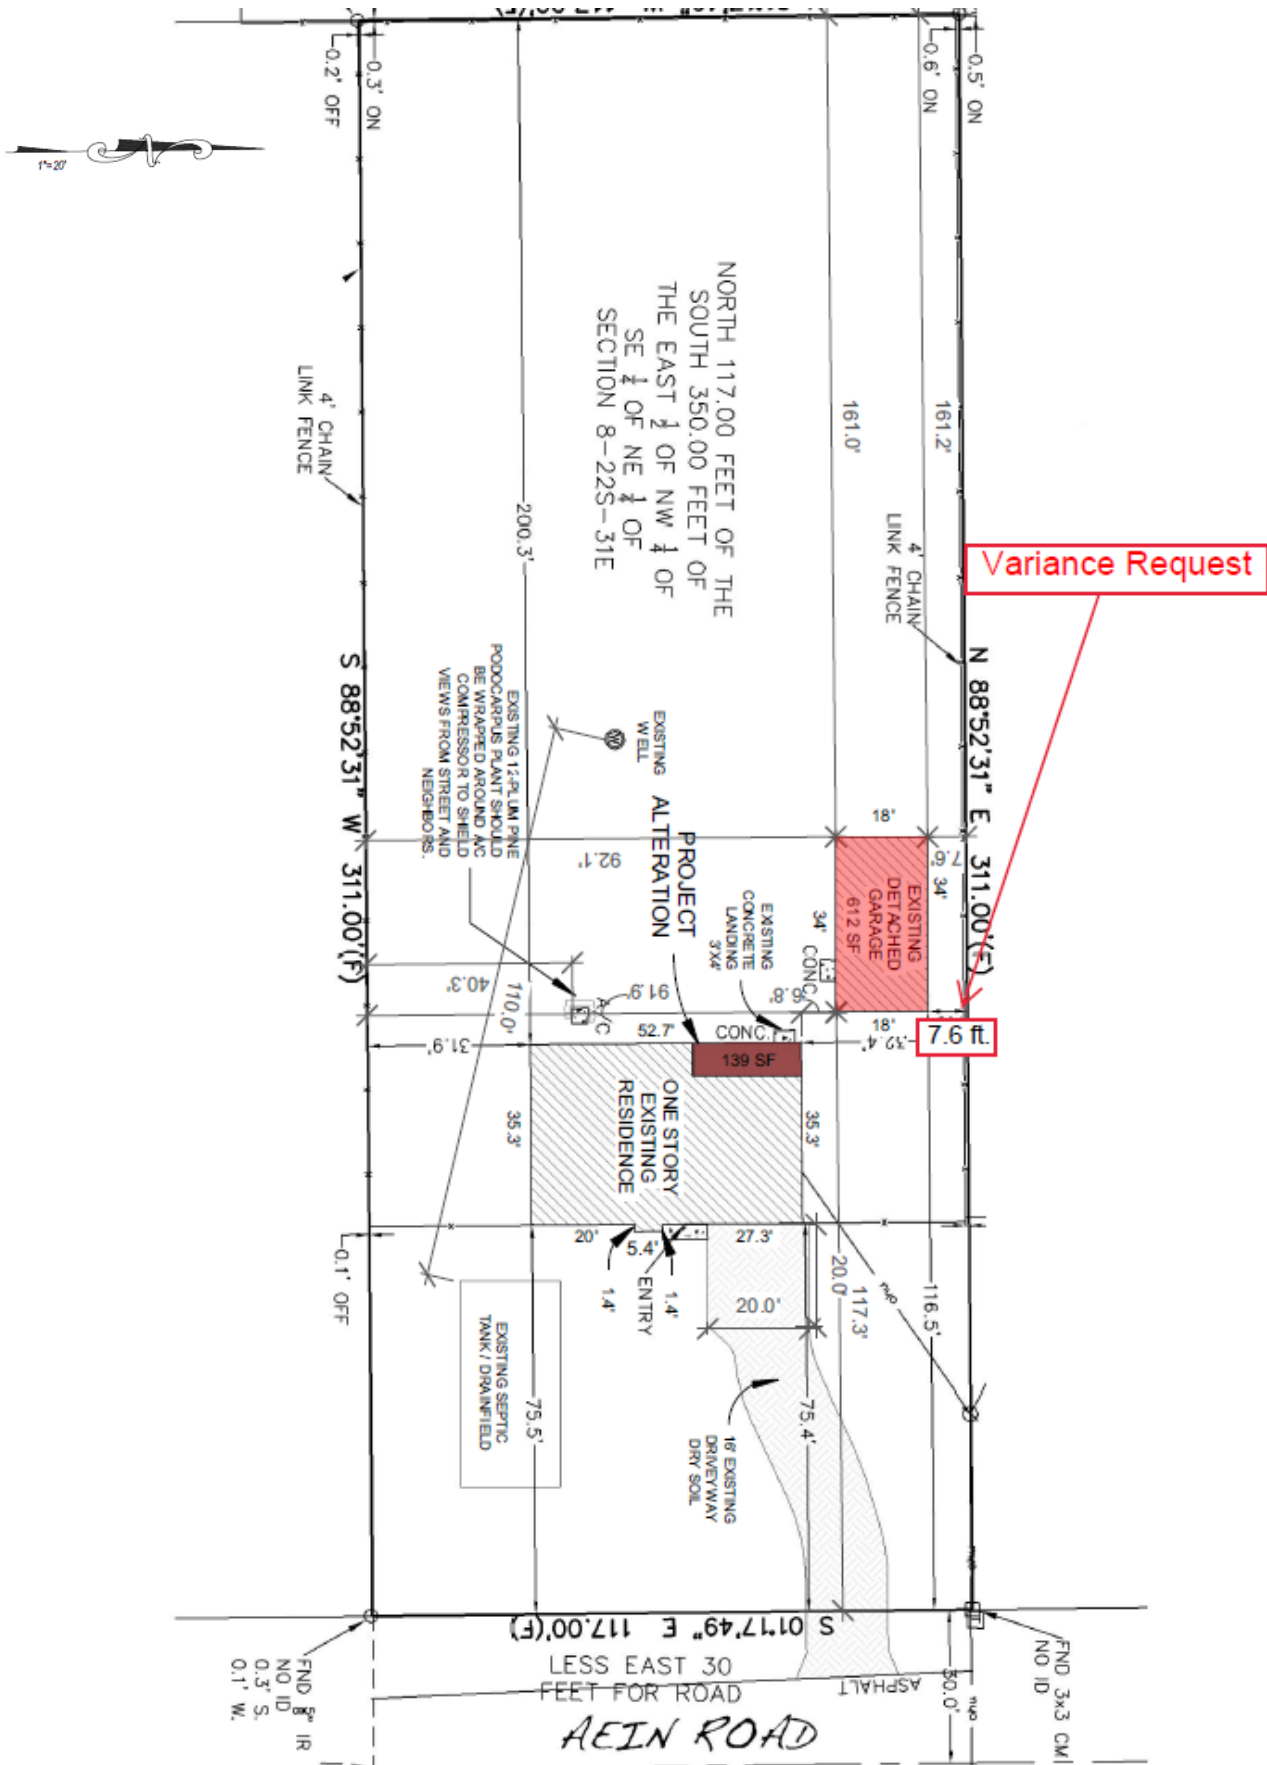 0.2' OFF
0.3' ON
0.6' ON
0.5' ON
1"=20'
NORTH 117.00 FEET OF THE
SOUTH 350.00 FEET OF
THE EAST ½ OF NW ¼ OF
SE ¼ OF NE ¼ OF
SECTION 8-22S-31E
4' CHAIN
LINK FENCE
200.3'
161.0'
161.2'
4' CHAIN
LINK FENCE
Variance Request
S 88°52'31" W 311.00'(F)
N 88°52'31" E 311.00'(F)
EXISTING 12-PLUM PINE
PODOCARPUS PLANT SHOULD
BE WRAPPED AROUND A/C
COMPRESSOR TO SHIELD
VIEWS FROM STREET AND
NEIGHBORS.
EXISTING
WELL
PROJECT
ALTERATION
92.1'
18'
7.6'
34'
EXISTING
DETACHED
GARAGE
612 SF
34'
EXISTING
CONCRETE
LANDING
3'X4'
CONC.
40.3'
110.0'
A/C
91.9'
6.8'
18'
7.6 ft.
31.9'
52.7'
CONC.
32.4'
139 SF
35.3'
ONE STORY
EXISTING
RESIDENCE
35.3'
20'
5.4'
27.3'
1.4'
ENTRY
1.4'
20.0'
20.0'
117.3'
116.5'
0.1' OFF
EXISTING SEPTIC
TANK / DRAINFIELD
75.5'
75.4'
16' EXISTING
DRIVEYWAY
DRY SOIL
S 01°17'49" E 117.00'(F)
LESS EAST 30
FEET FOR ROAD
ASPHALT
30.0'
FND 3x3 CM
NO ID
FND ⅝" IR
NO ID
0.3' S.
0.1' W.
AEIN ROAD